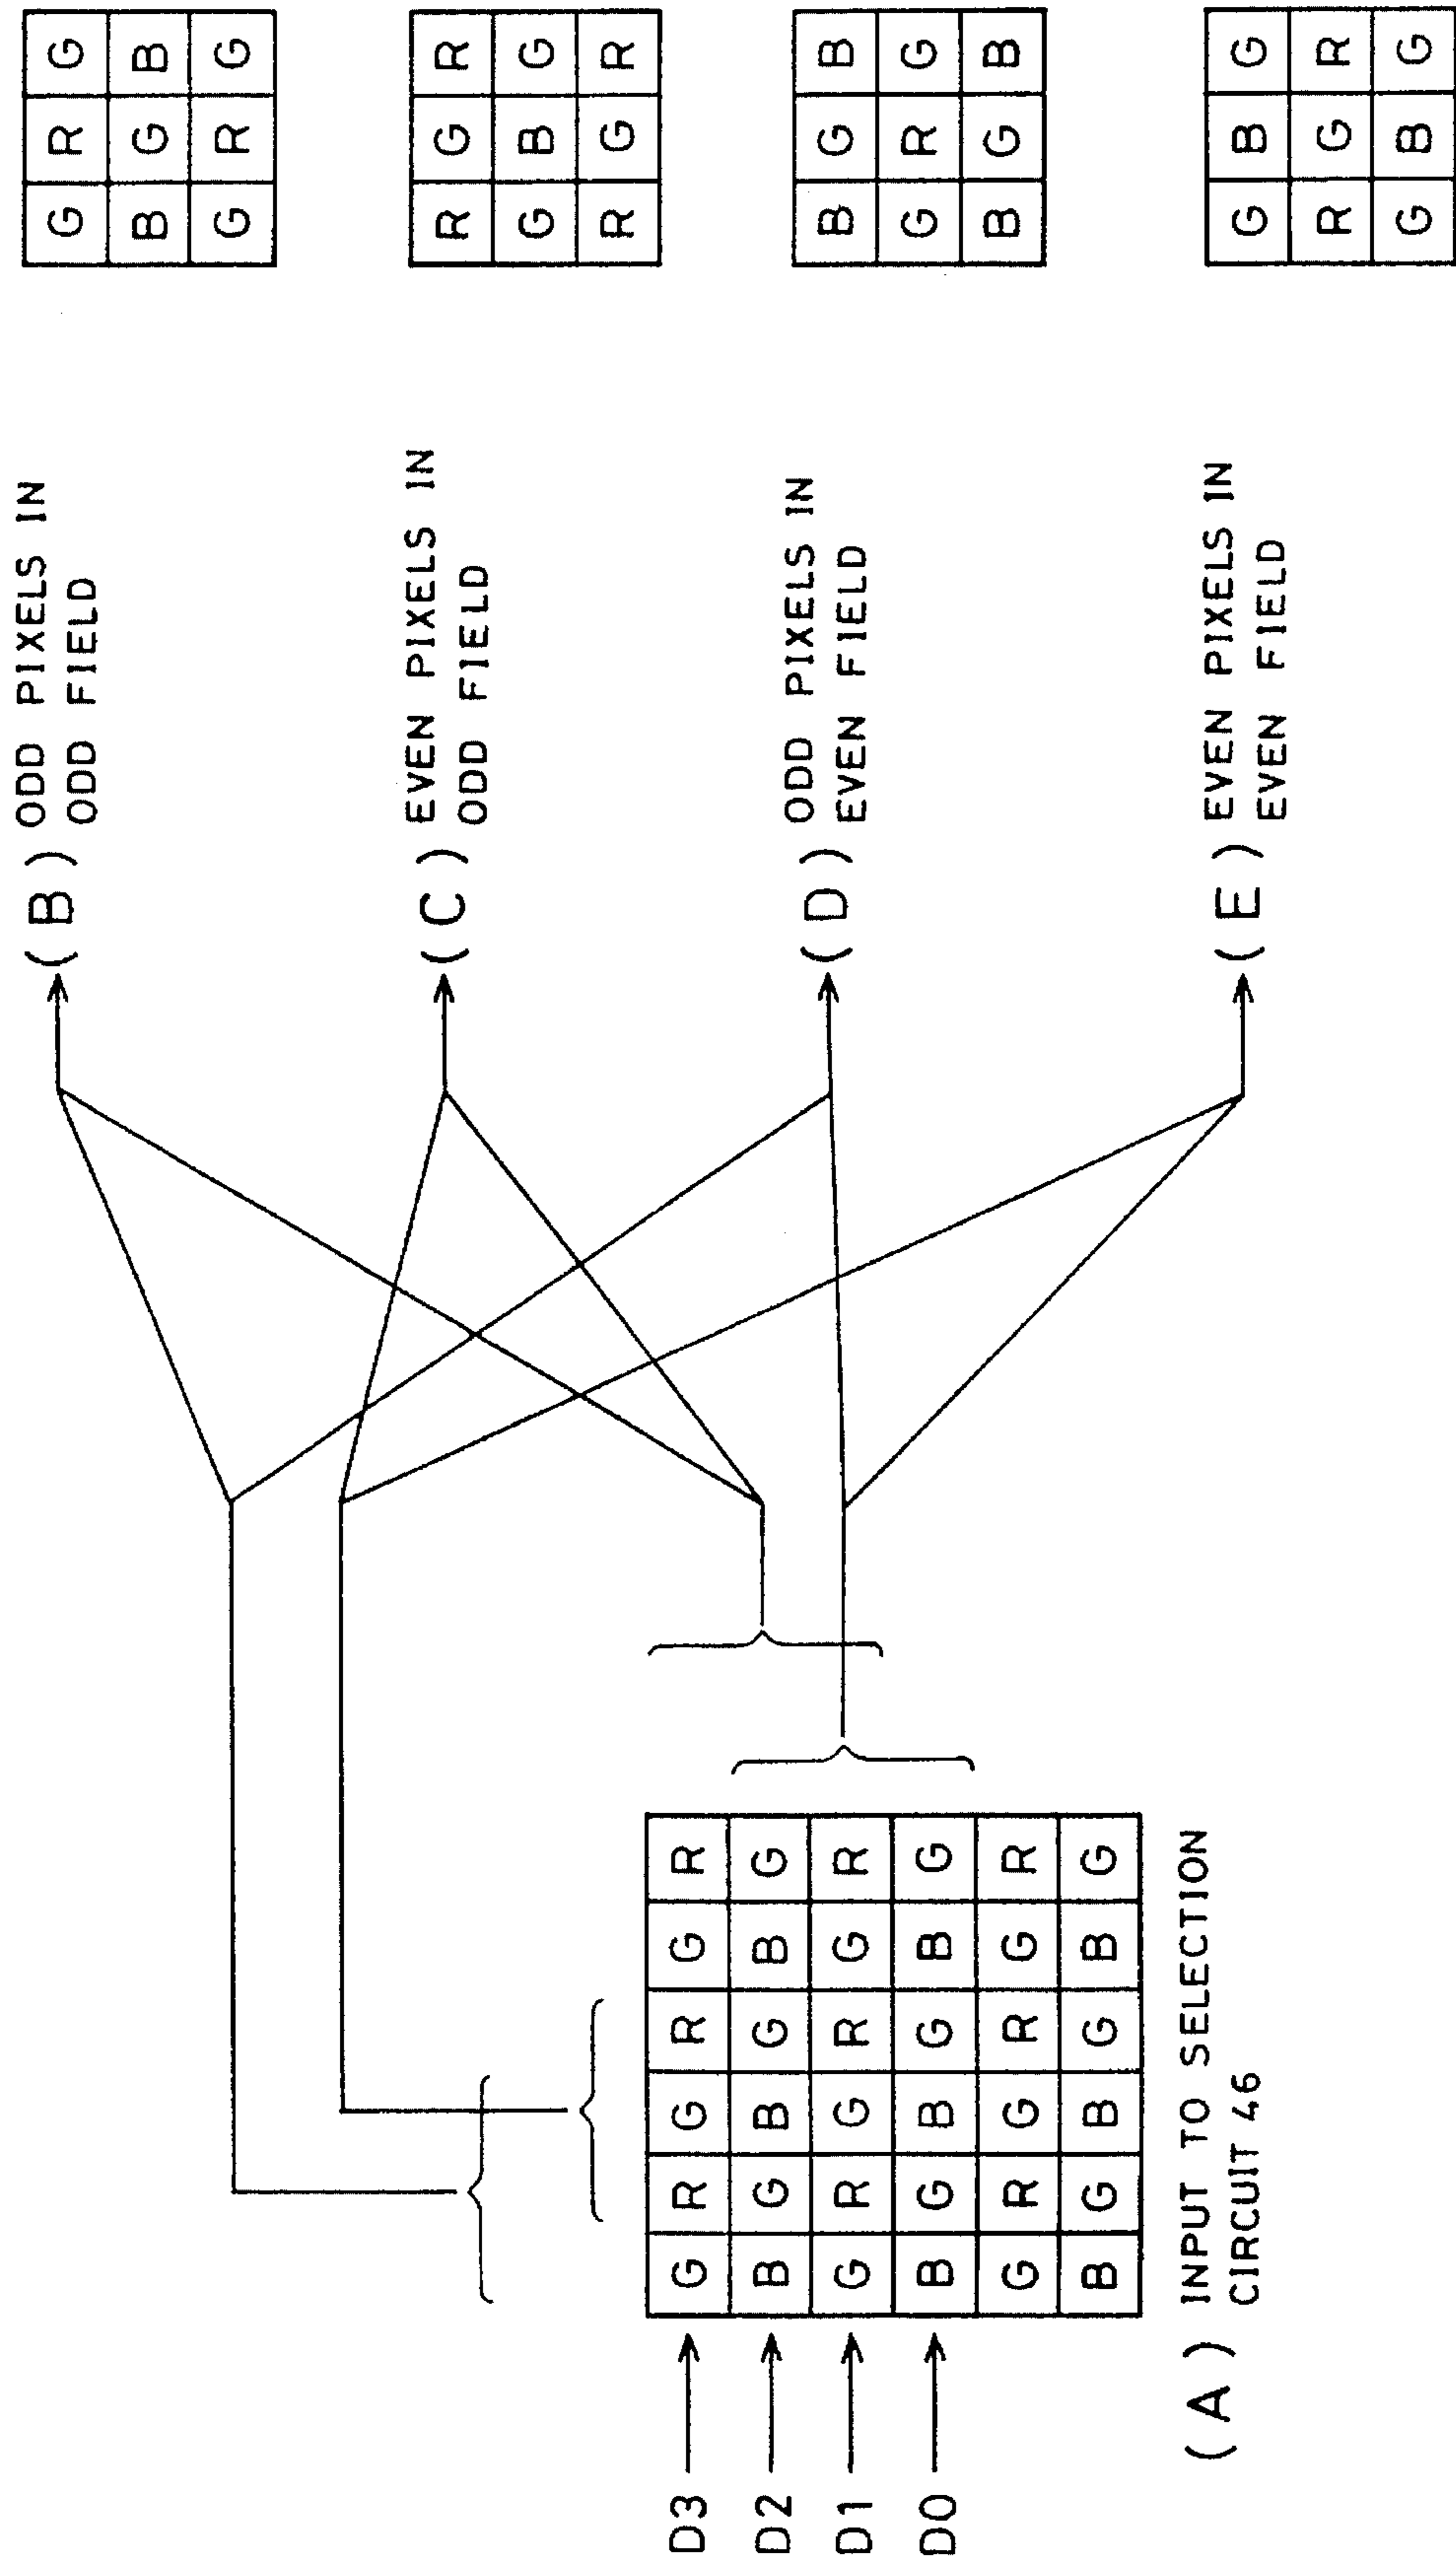 D3 G R G R G R
D2 B G B G B G
D1 G R G R G R
D0 B G B G B G
G R G R G R
B G B G B G
( A ) INPUT TO SELECTION
CIRCUIT 46
( B ) ODD PIXELS IN
ODD FIELD
G R G
B G B
G R G
( C ) EVEN PIXELS IN
ODD FIELD
R G R
G B G
R G R
( D ) ODD PIXELS IN
EVEN FIELD
B G B
G R G
B G B
( E ) EVEN PIXELS IN
EVEN FIELD
G B G
R G R
G B G